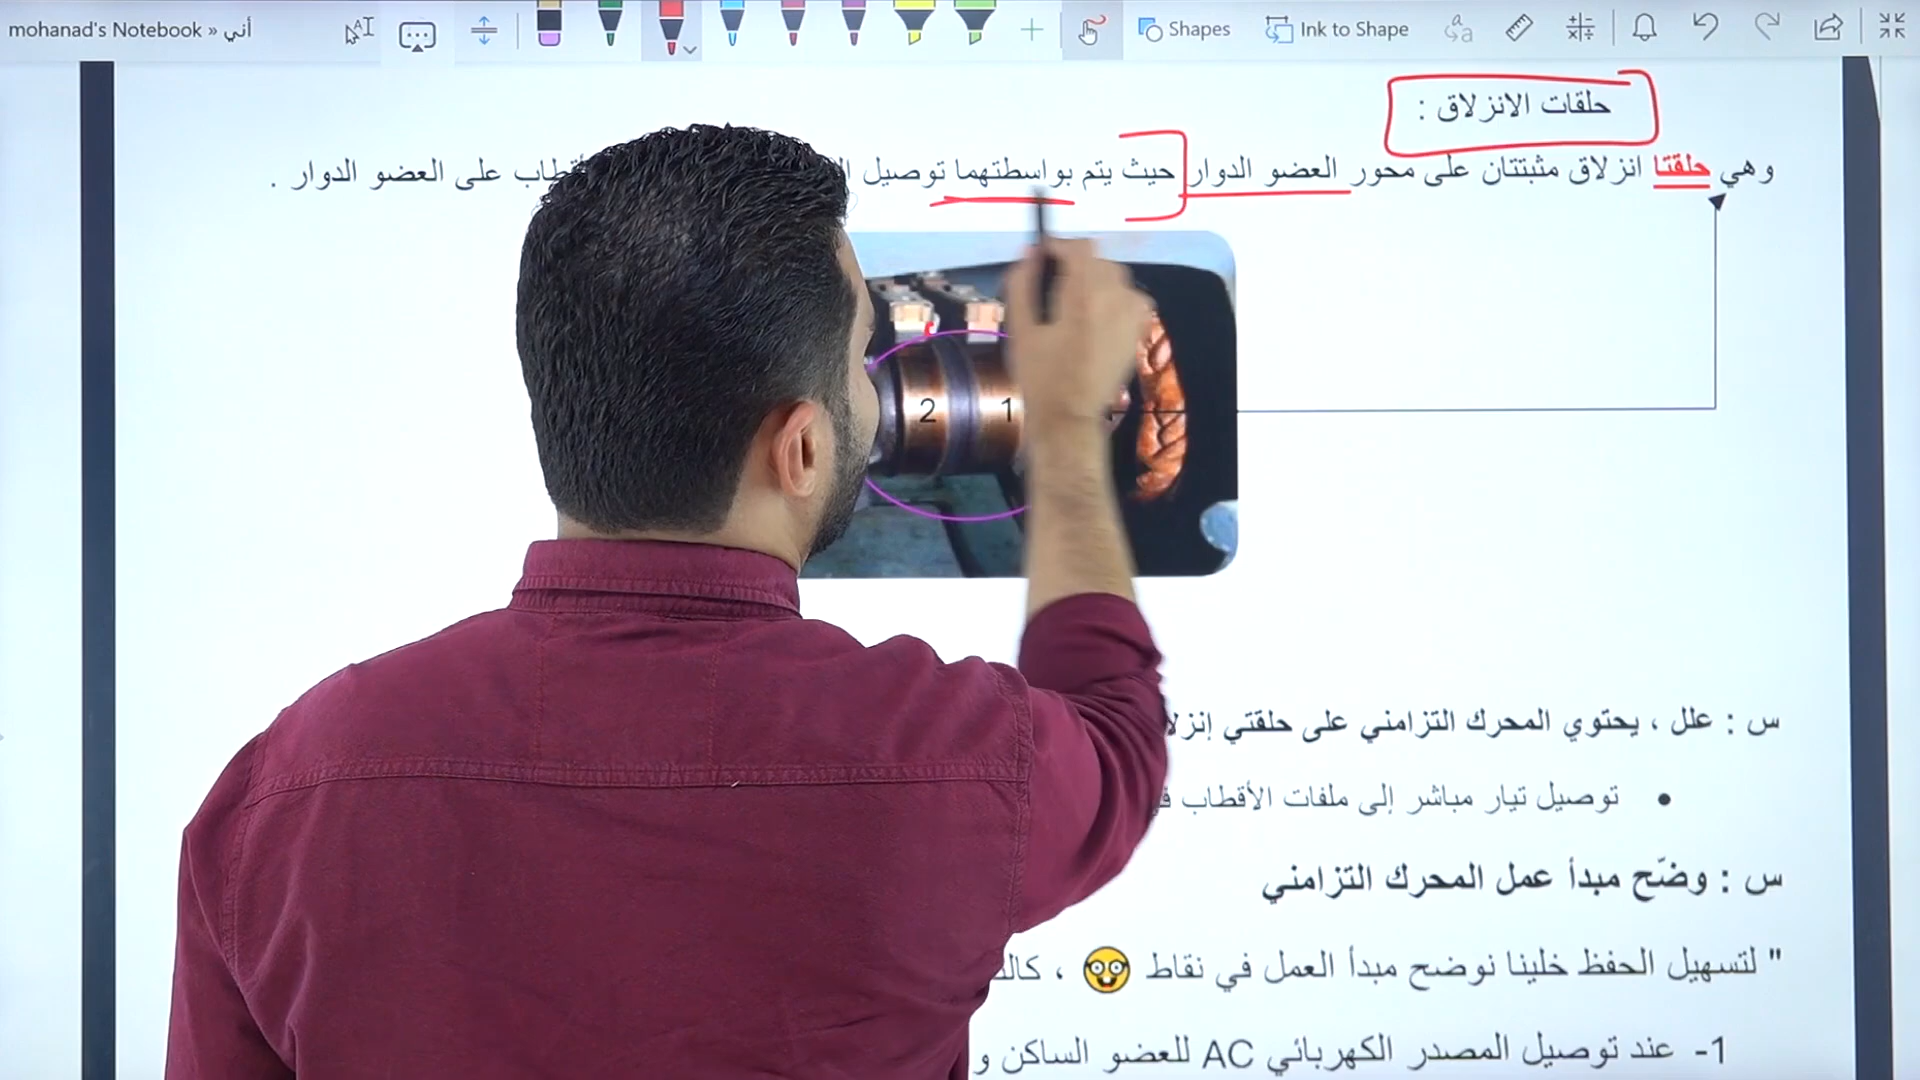 mohanad's Notebook » أني
Shapes
Ink to Shape
حلقات الانزلاق :
وهي حلقتا انزلاق مثبتتان على محور العضو الدوار حيث يتم بواسطتهما توصيل على العضو الدوار .
2 1
س : علل ، يحتوي المحرك التزامني على حلقتي
توصيل تيار مباشر إلى ملفات الأقطاب
س : وضّح مبدأ عمل المحرك التزامني
" لتسهيل الحفظ خلينا نوضح مبدأ العمل في نقاط ،
1- عند توصيل المصدر الكهربائي AC للعضو الساكن و